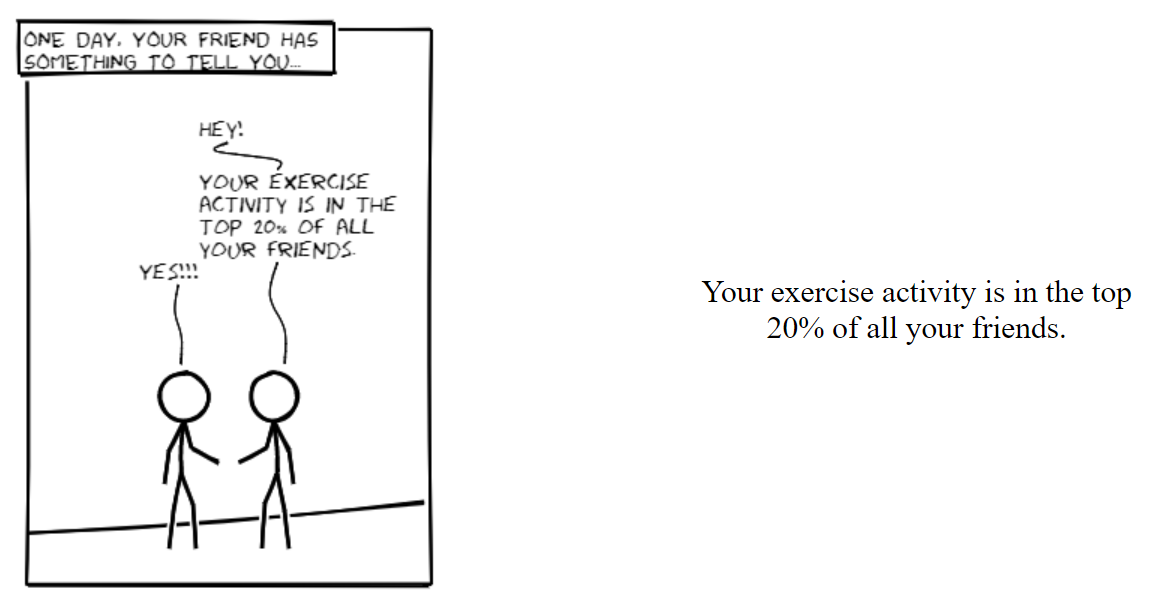 ONE DAY, YOUR FRIEND HAS
SOMETHING TO TELL YOU...
HEY!
YOUR EXERCISE
ACTIVITY IS IN THE
TOP 20% OF ALL
YOUR FRIENDS.
YES!!!
Your exercise activity is in the top
20% of all your friends.